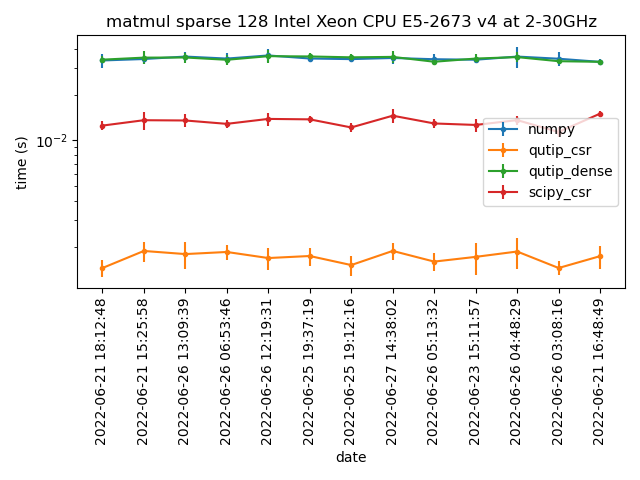 matmul sparse 128 Intel Xeon CPU E5-2673 v4 at 2-30GHz
time (s)
10⁻²
numpy
qutip_csr
qutip_dense
scipy_csr
2022-06-21 18:12:48
2022-06-21 15:25:58
2022-06-26 13:09:39
2022-06-26 06:53:46
2022-06-26 12:19:31
2022-06-25 19:37:19
2022-06-25 19:12:16
2022-06-27 14:38:02
2022-06-26 05:13:32
2022-06-23 15:11:57
2022-06-26 04:48:29
2022-06-26 03:08:16
2022-06-21 16:48:49
date